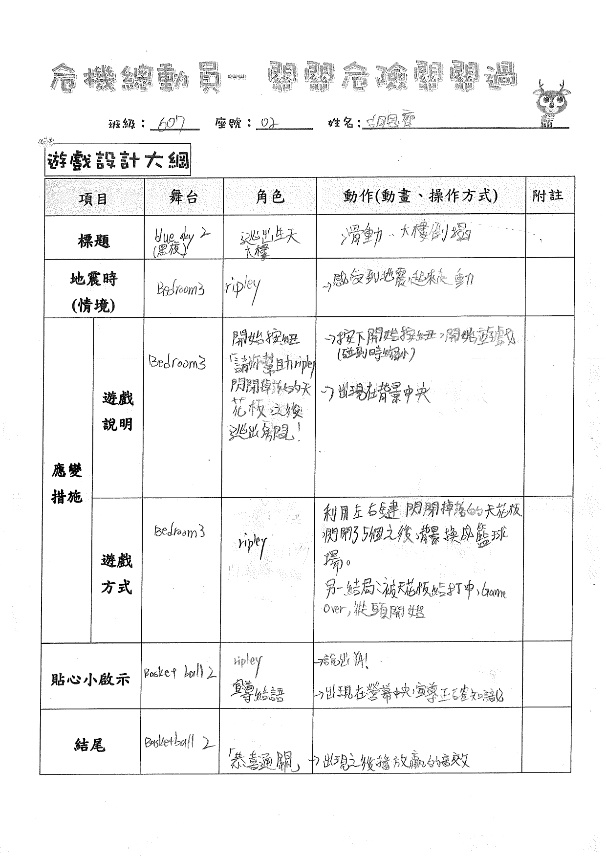 危機總動員- 關關危險關關過
班級：607 座號：02 姓名：
遊戲設計大綱
項目 舞台 角色 動作(動畫、操作方式) 附註
標題 blue sky 2 逃出 滑動、大樓倒塌
(黑夜) 大樓
地震時 Bedroom3 ripley →感受到地震起來走動
(情境)
應變措施
遊戲說明 Bedroom3 開始按鈕 →按下開始按鈕，開始遊戲
「請你幫助ripley (碰到時縮小)
閃開掉落的天 →出現在背景中央
花板之後
逃出房間！
遊戲方式 Bedroom3 ripley 利用左右鍵閃開掉落的天花板
閃開了5個之後，背景換成籃球
場。
另一結局、被天花板給打中，Game
Over，從頭開始
貼心小啟示 Basket ball 2 ripley →說出YA!
宣導語 →出現在螢幕中央宣導正確知識
結尾 Basketball 2 「恭喜過關」 →出現之後播放贏的音效